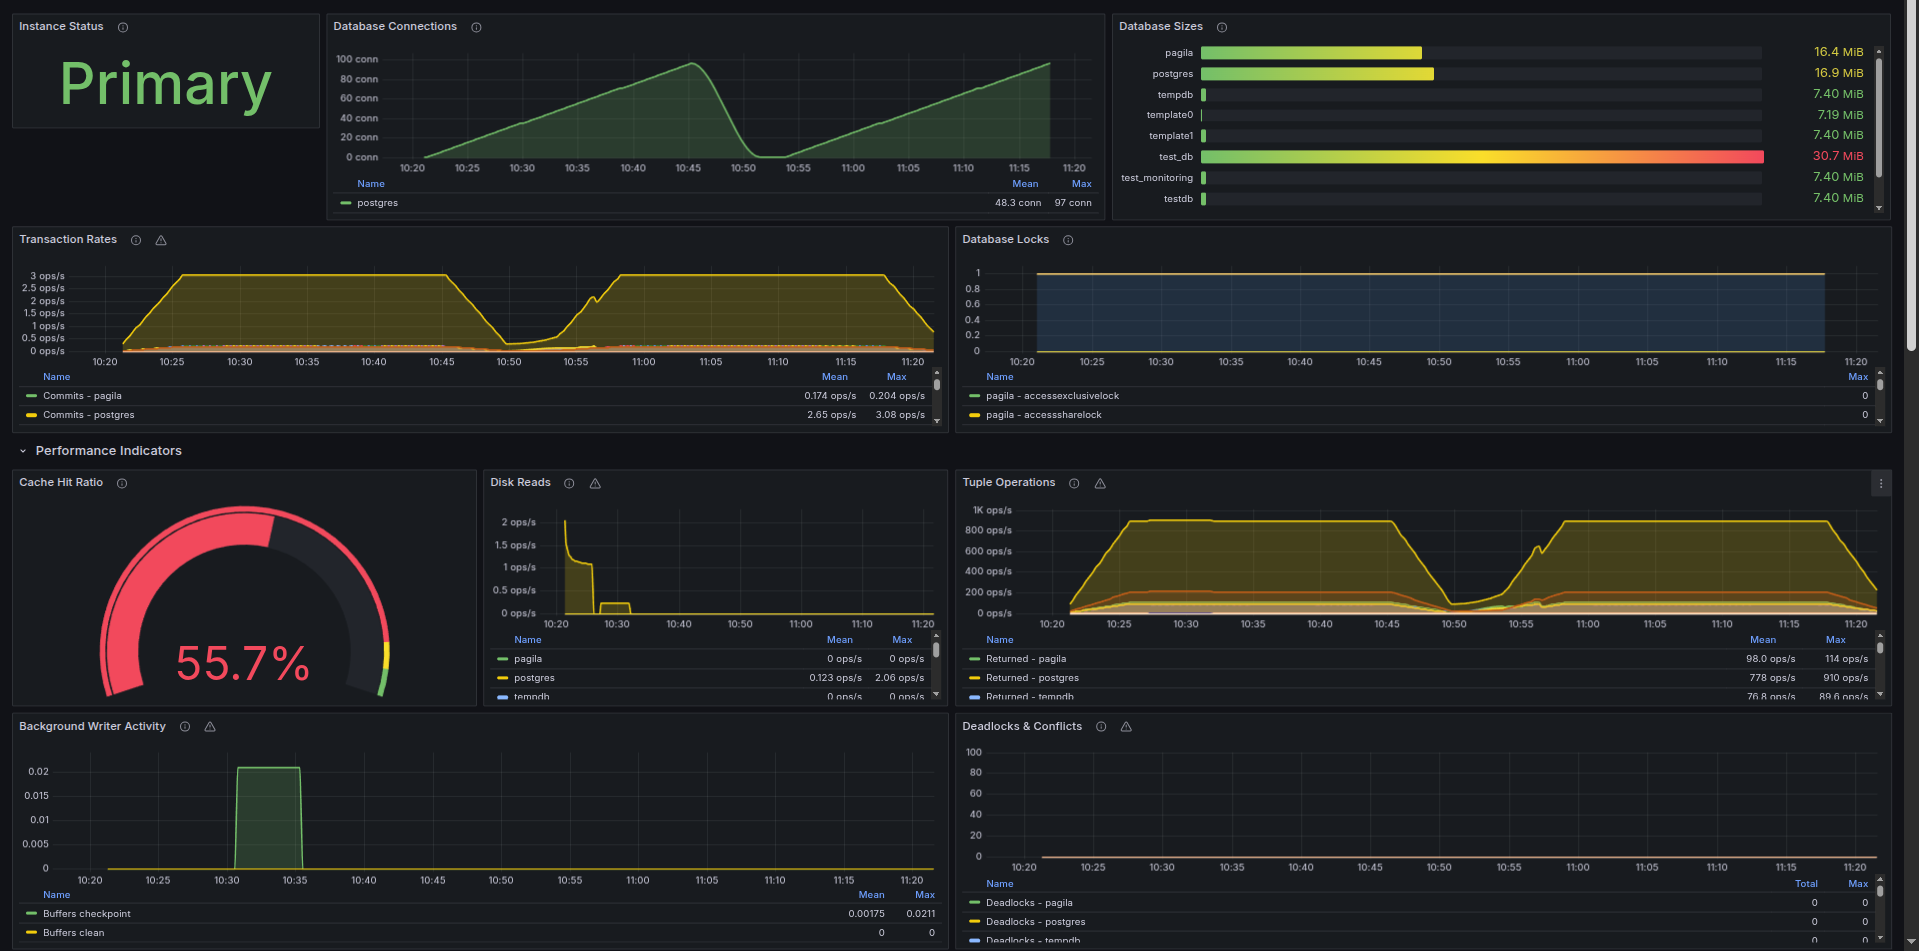 Instance Status
Primary
Database Connections
100 conn
80 conn
60 conn
40 conn
20 conn
0 conn
10:20 10:25 10:30 10:35 10:40 10:45 10:50 10:55 11:00 11:05 11:10 11:15 11:20
Name Mean Max
postgres 48.3 conn 97 conn
Database Sizes
pagila 16.4 MiB
postgres 16.9 MiB
tempdb 7.40 MiB
template0 7.19 MiB
template1 7.40 MiB
test_db 30.7 MiB
test_monitoring 7.40 MiB
testdb 7.40 MiB
Transaction Rates
3 ops/s
2.5 ops/s
2 ops/s
1.5 ops/s
1 ops/s
0.5 ops/s
0 ops/s
10:20 10:25 10:30 10:35 10:40 10:45 10:50 10:55 11:00 11:05 11:10 11:15 11:20
Name Mean Max
Commits - pagila 0.174 ops/s 0.204 ops/s
Commits - postgres 2.65 ops/s 3.08 ops/s
Database Locks
1
0.8
0.6
0.4
0.2
0
10:20 10:25 10:30 10:35 10:40 10:45 10:50 10:55 11:00 11:05 11:10 11:15 11:20
Name Max
pagila - accessexclusivelock 0
pagila - accesssharelock 0
Performance Indicators
Cache Hit Ratio
55.7%
Disk Reads
2 ops/s
1.5 ops/s
1 ops/s
0.5 ops/s
0 ops/s
10:20 10:30 10:40 10:50 11:00 11:10 11:20
Name Mean Max
pagila 0 ops/s 0 ops/s
postgres 0.123 ops/s 2.06 ops/s
tempdb 0 ops/s 0 ops/s
Tuple Operations
1K ops/s
800 ops/s
600 ops/s
400 ops/s
200 ops/s
0 ops/s
10:20 10:25 10:30 10:35 10:40 10:45 10:50 10:55 11:00 11:05 11:10 11:15 11:20
Name Mean Max
Returned - pagila 98.0 ops/s 114 ops/s
Returned - postgres 778 ops/s 910 ops/s
Returned - tempdb 76.8 ops/s 89.6 ops/s
Background Writer Activity
0.02
0.015
0.01
0.005
0
10:20 10:25 10:30 10:35 10:40 10:45 10:50 10:55 11:00 11:05 11:10 11:15 11:20
Name Mean Max
Buffers checkpoint 0.00175 0.0211
Buffers clean 0 0
Deadlocks & Conflicts
100
80
60
40
20
0
10:20 10:25 10:30 10:35 10:40 10:45 10:50 10:55 11:00 11:05 11:10 11:15 11:20
Name Total Max
Deadlocks - pagila 0 0
Deadlocks - postgres 0 0
Deadlocks - tempdb 0 0